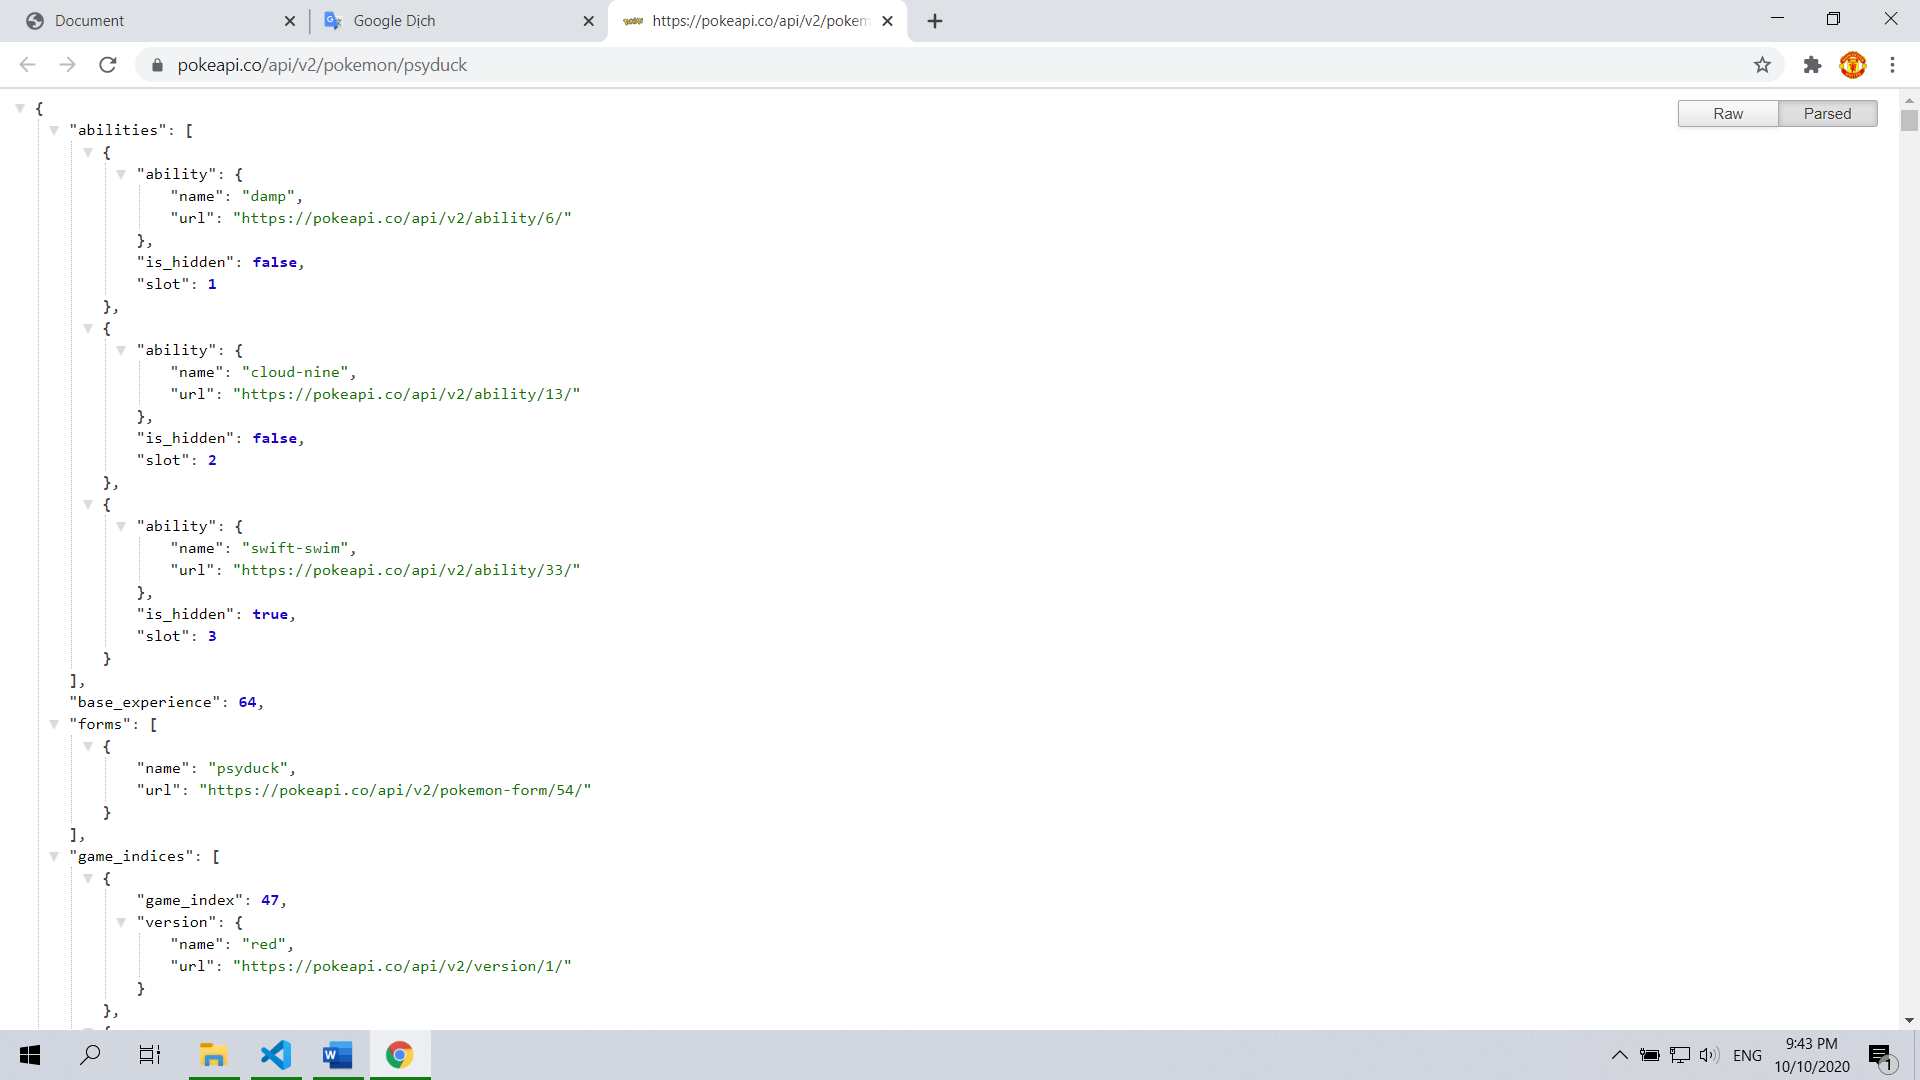 Document
Google Dịch
https://pokeapi.co/api/v2/pokem
pokeapi.co/api/v2/pokemon/psyduck
Raw
Parsed
{
"abilities": [
{
"ability": {
"name": "damp",
"url": "https://pokeapi.co/api/v2/ability/6/"
},
"is_hidden": false,
"slot": 1
},
{
"ability": {
"name": "cloud-nine",
"url": "https://pokeapi.co/api/v2/ability/13/"
},
"is_hidden": false,
"slot": 2
},
{
"ability": {
"name": "swift-swim",
"url": "https://pokeapi.co/api/v2/ability/33/"
},
"is_hidden": true,
"slot": 3
}
],
"base_experience": 64,
"forms": [
{
"name": "psyduck",
"url": "https://pokeapi.co/api/v2/pokemon-form/54/"
}
],
"game_indices": [
{
"game_index": 47,
"version": {
"name": "red",
"url": "https://pokeapi.co/api/v2/version/1/"
}
},
ENG
9:43 PM
10/10/2020
1